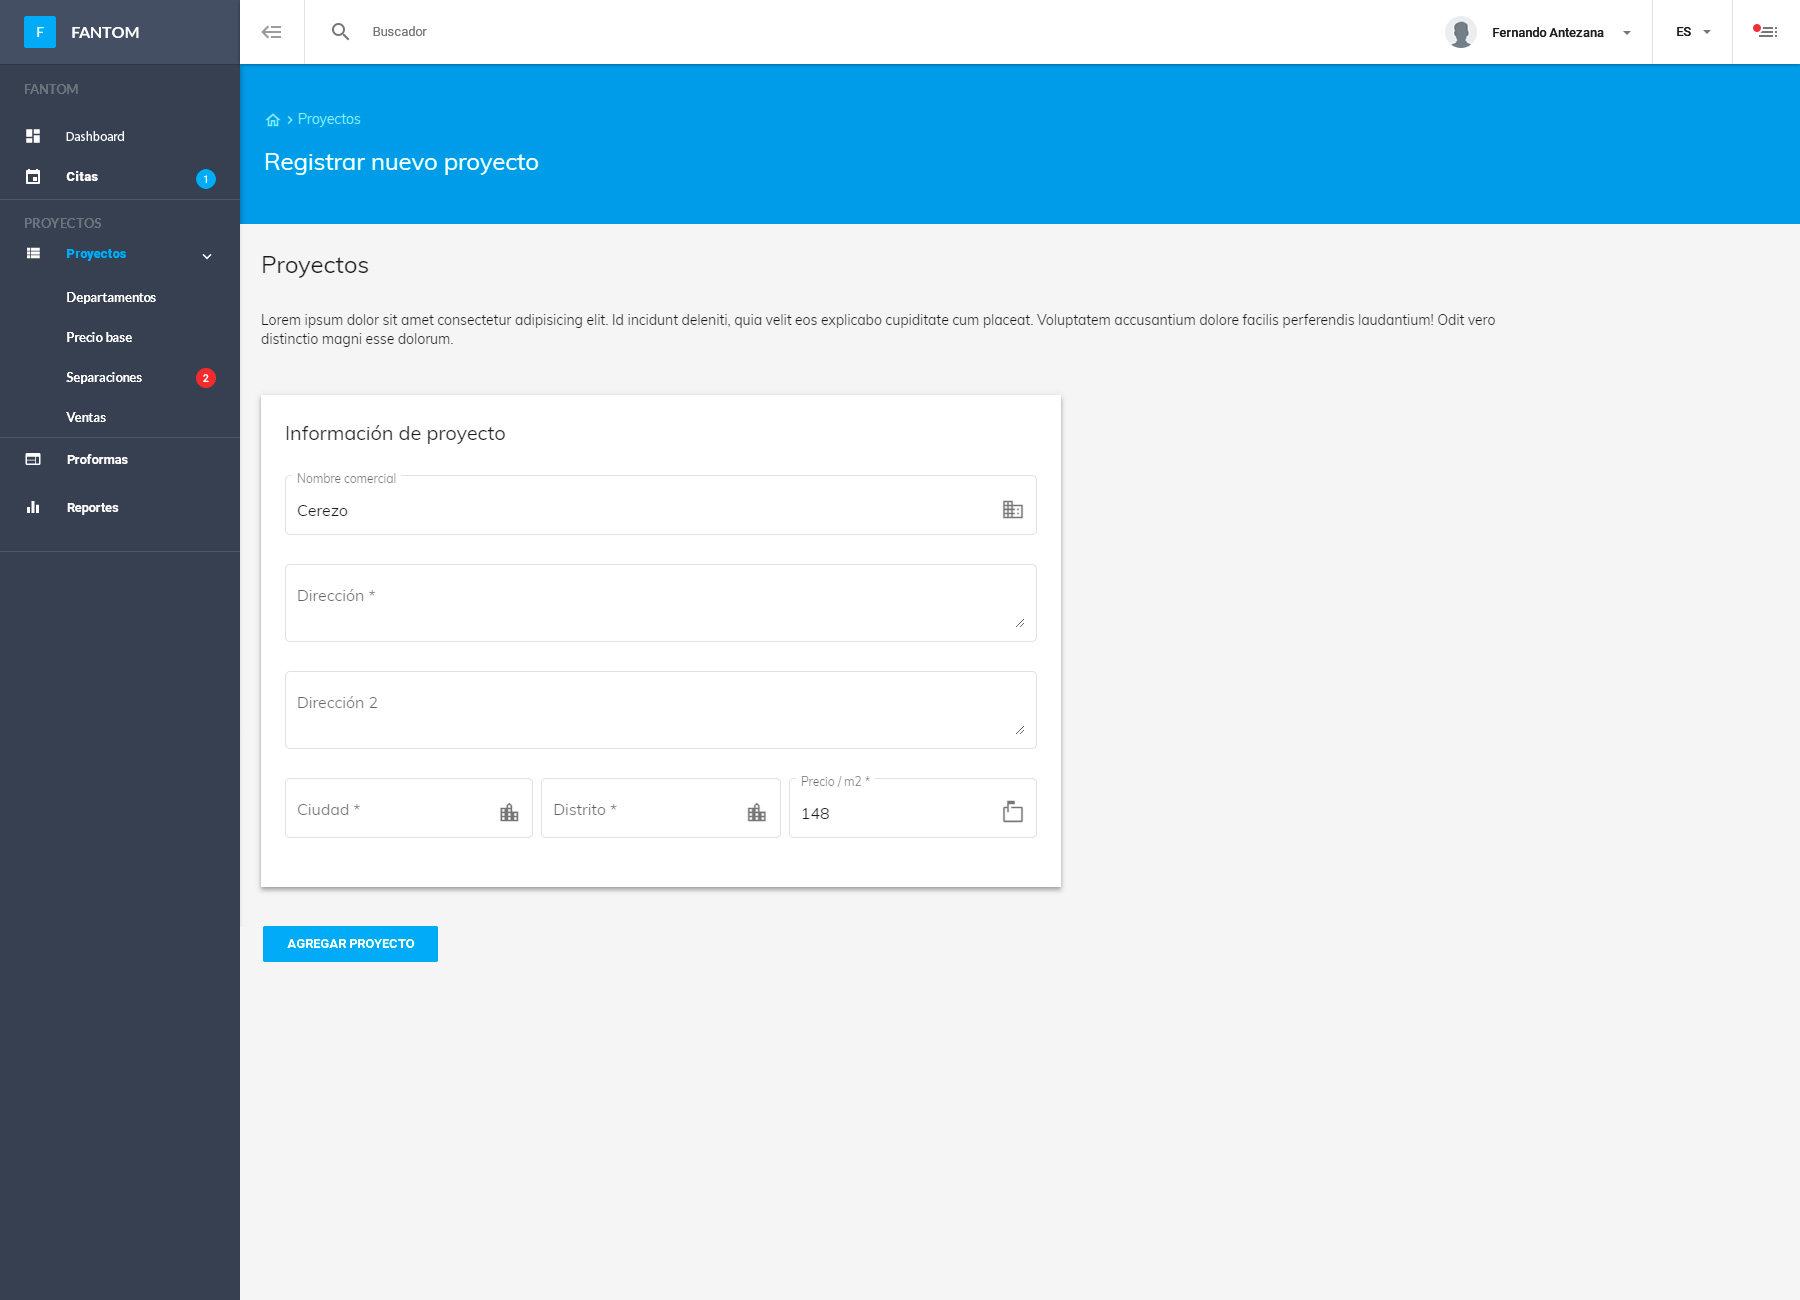 F FANTOM
Buscador
Fernando Antezana
ES
FANTOM
Dashboard
Citas 1
PROYECTOS
Proyectos
Departamentos
Precio base
Separaciones 2
Ventas
Proformas
Reportes
Proyectos
Registrar nuevo proyecto
Proyectos
Lorem ipsum dolor sit amet consectetur adipisicing elit. Id incidunt deleniti, quia velit eos explicabo cupiditate cum placeat. Voluptatem accusantium dolore facilis perferendis laudantium! Odit vero
distinctio magni esse dolorum.
Información de proyecto
Nombre comercial
Cerezo
Dirección *
Dirección 2
Ciudad *
Distrito *
Precio / m2 *
148
AGREGAR PROYECTO